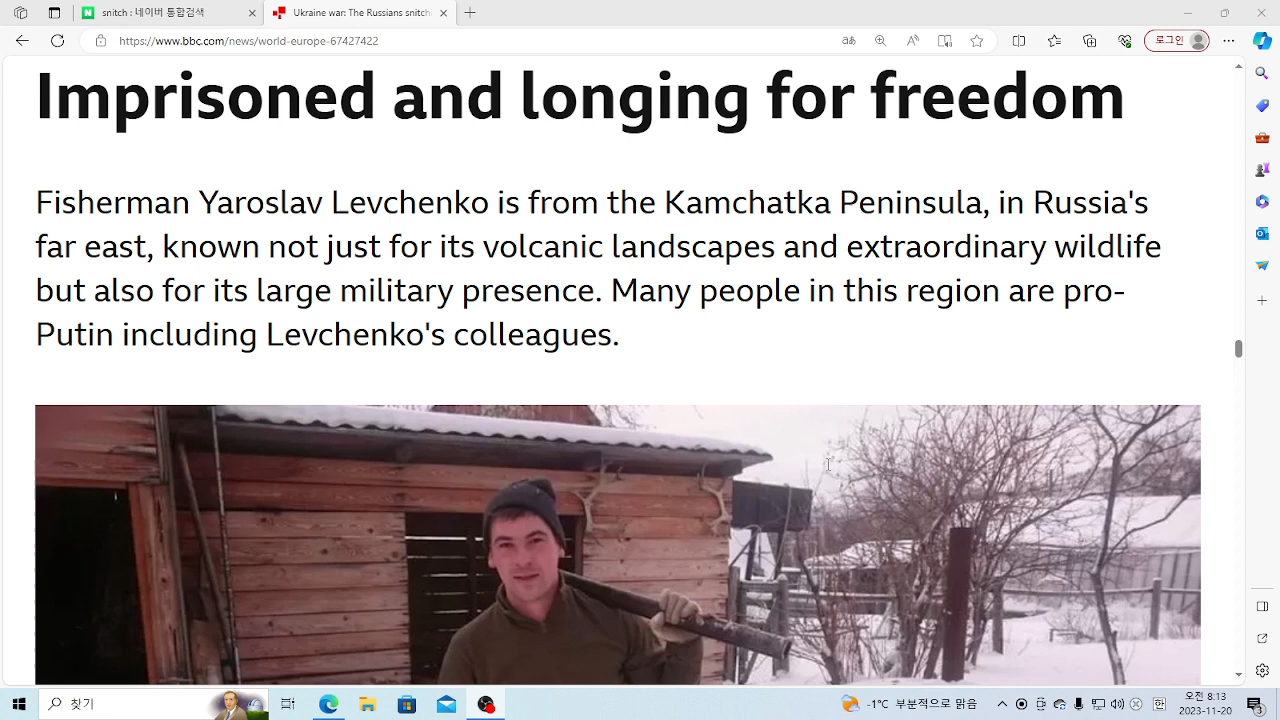 snitch : 네이버 통합검색
Ukraine war: The Russians snitchi
https://www.bbc.com/news/world-europe-67427422
로그인
Imprisoned and longing for freedom
Fisherman Yaroslav Levchenko is from the Kamchatka Peninsula, in Russia's
far east, known not just for its volcanic landscapes and extraordinary wildlife
but also for its large military presence. Many people in this region are pro-
Putin including Levchenko's colleagues.
찾기
-1°C 부분적으로 맑음
오전 8:13
2023-11-20